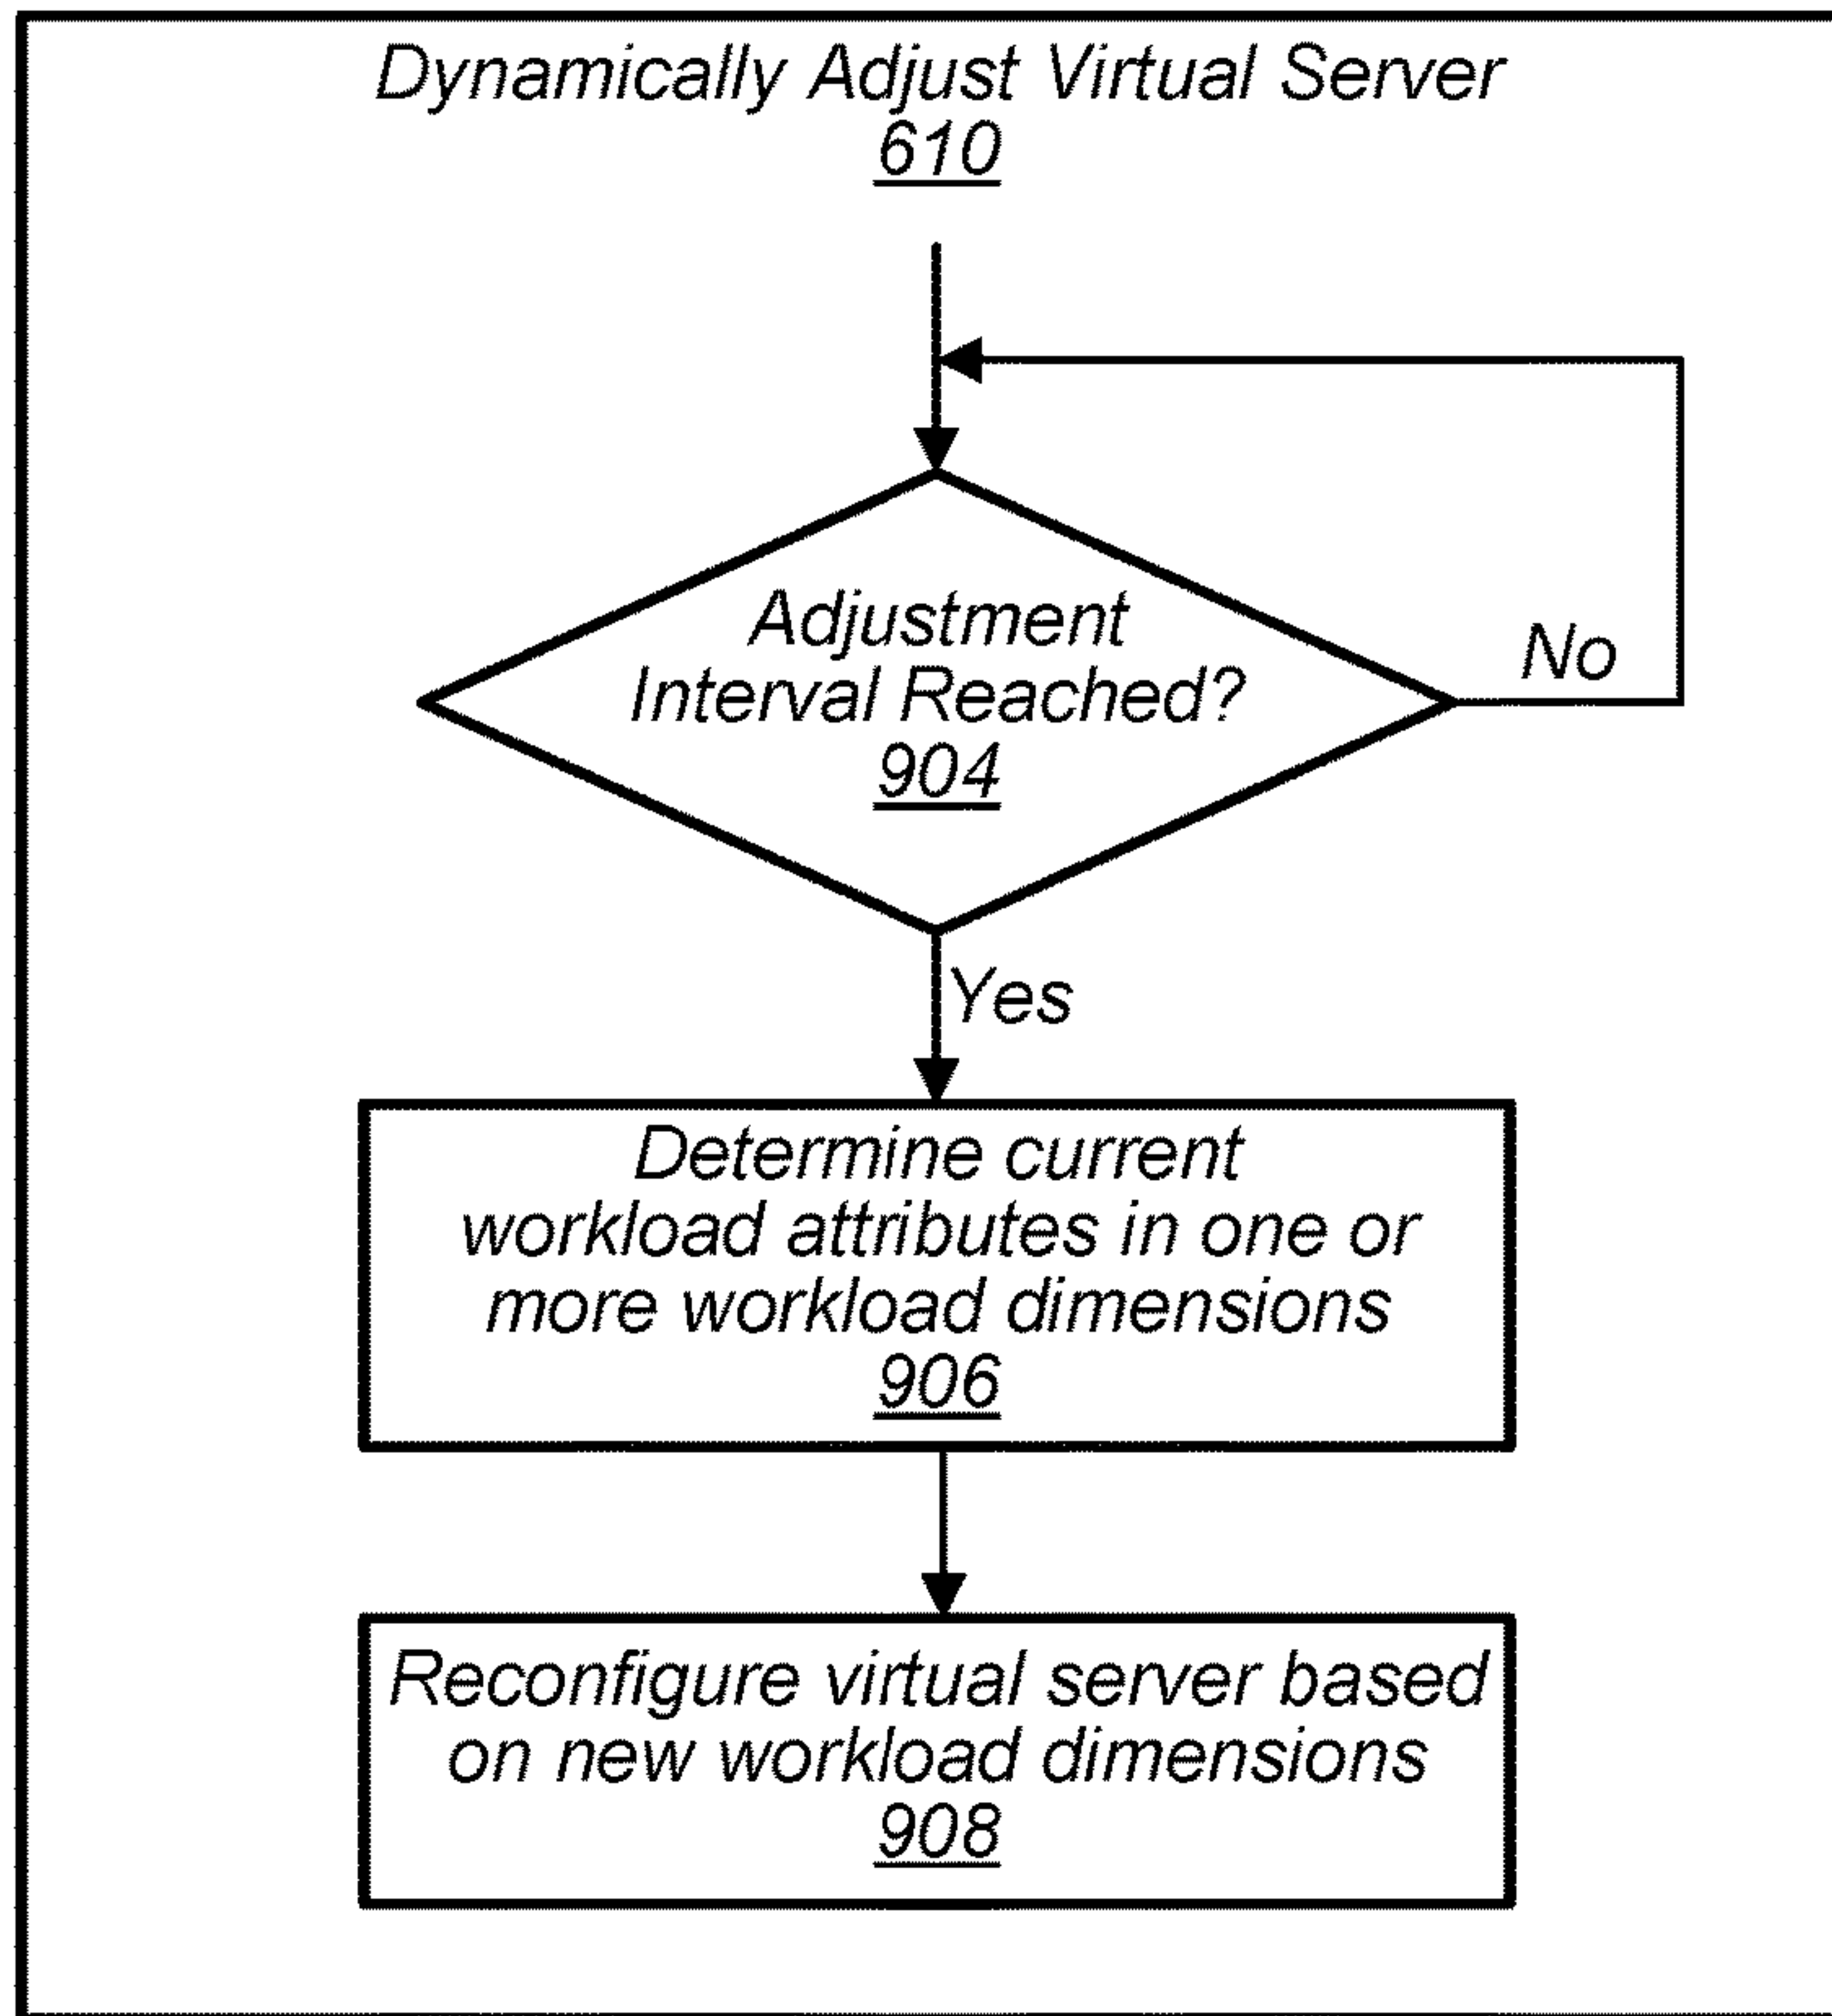 Dynamically Adjust Virtual Server
610
Adjustment
Interval Reached?
904
No
Yes
Determine current
workload attributes in one or
more workload dimensions
906
Reconfigure virtual server based
on new workload dimensions
908